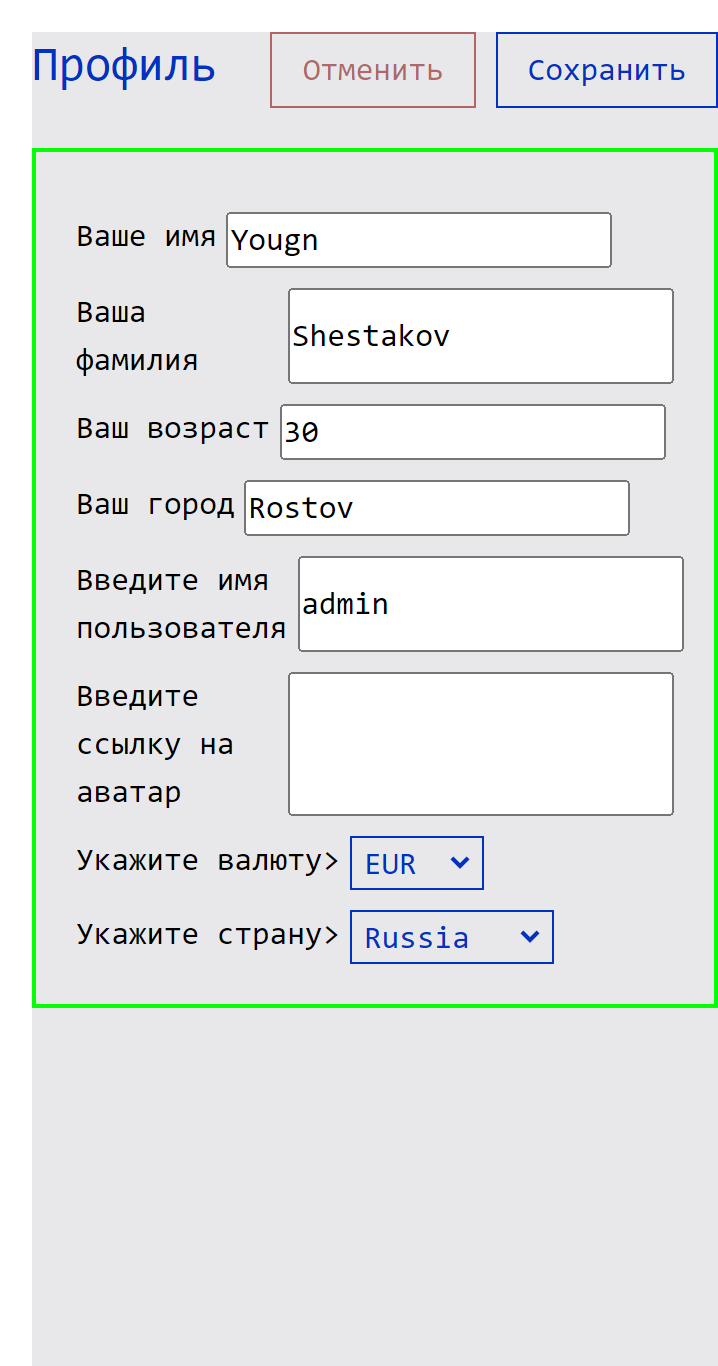 Профиль Отменить Сохранить
Ваше имя Yougn
Ваша
фамилия Shestakov
Ваш возраст 30
Ваш город Rostov
Введите имя
пользователя admin
Введите
ссылку на
аватар
Укажите валюту> EUR
Укажите страну> Russia